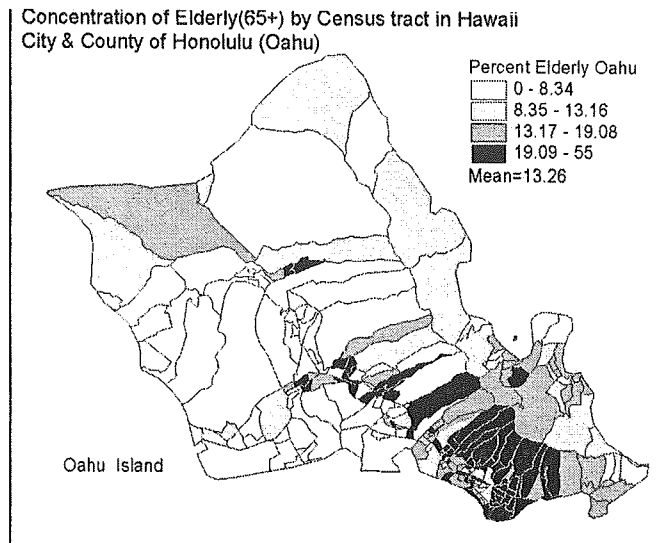 Concentration of Elderly(65+) by Census tract in Hawaii
City & County of Honolulu (Oahu)
Percent Elderly Oahu
0 - 8.34
8.35 - 13.16
13.17 - 19.08
19.09 - 55
Mean=13.26
Oahu Island